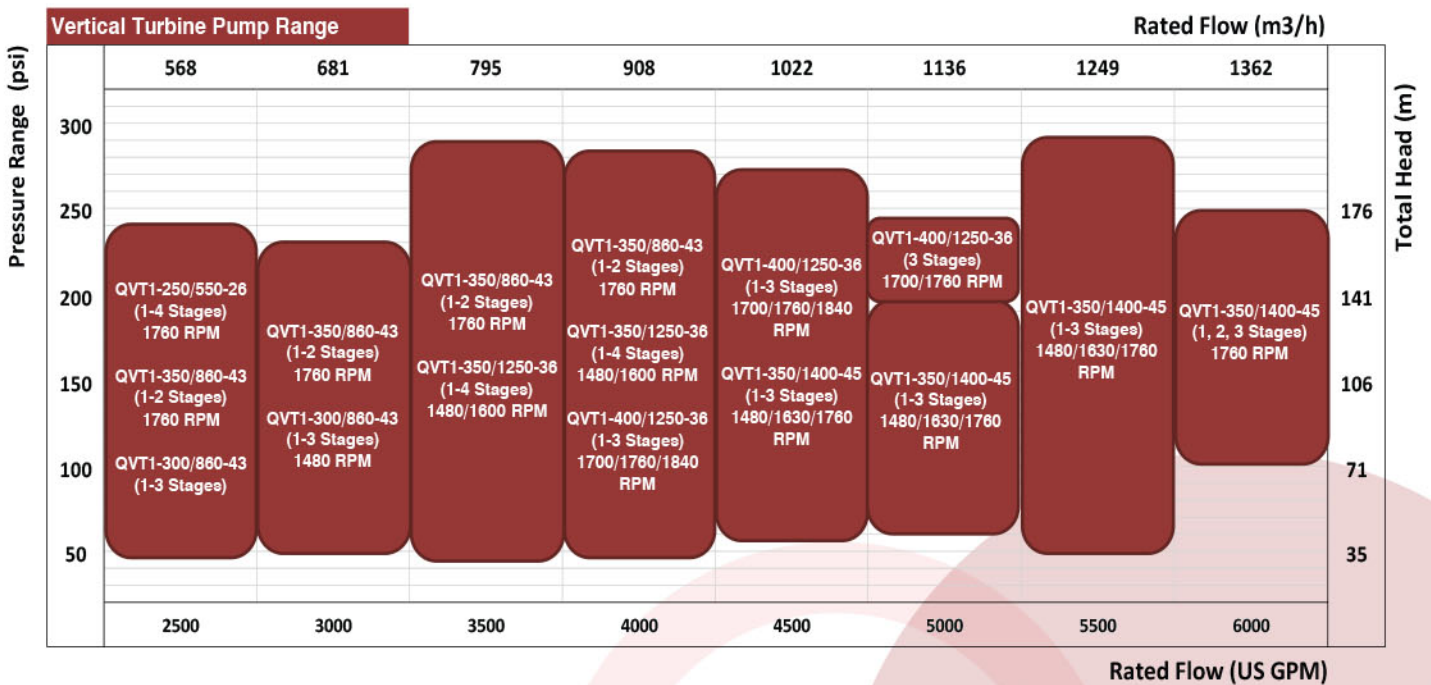 Vertical Turbine Pump Range
Rated Flow (m3/h)
Pressure Range (psi)
568 681 795 908 1022 1136 1249 1362
300
250
200
150
100
50
QVT1-250/550-26
(1-4 Stages)
1760 RPM
QVT1-350/860-43
(1-2 Stages)
1760 RPM
QVT1-300/860-43
(1-3 Stages)
QVT1-350/860-43
(1-2 Stages)
1760 RPM
QVT1-300/860-43
(1-3 Stages)
1480 RPM
QVT1-350/860-43
(1-2 Stages)
1760 RPM
QVT1-350/1250-36
(1-4 Stages)
1480/1600 RPM
QVT1-350/860-43
(1-2 Stages)
1760 RPM
QVT1-350/1250-36
(1-4 Stages)
1480/1600 RPM
QVT1-400/1250-36
(1-3 Stages)
1700/1760/1840
RPM
QVT1-400/1250-36
(1-3 Stages)
1700/1760/1840
RPM
QVT1-350/1400-45
(1-3 Stages)
1480/1630/1760
RPM
QVT1-400/1250-36
(3 Stages)
1700/1760 RPM
QVT1-350/1400-45
(1-3 Stages)
1480/1630/1760
RPM
QVT1-350/1400-45
(1-3 Stages)
1480/1630/1760
RPM
QVT1-350/1400-45
(1, 2, 3 Stages)
1760 RPM
176
141
106
71
35
Total Head (m)
2500 3000 3500 4000 4500 5000 5500 6000
Rated Flow (US GPM)